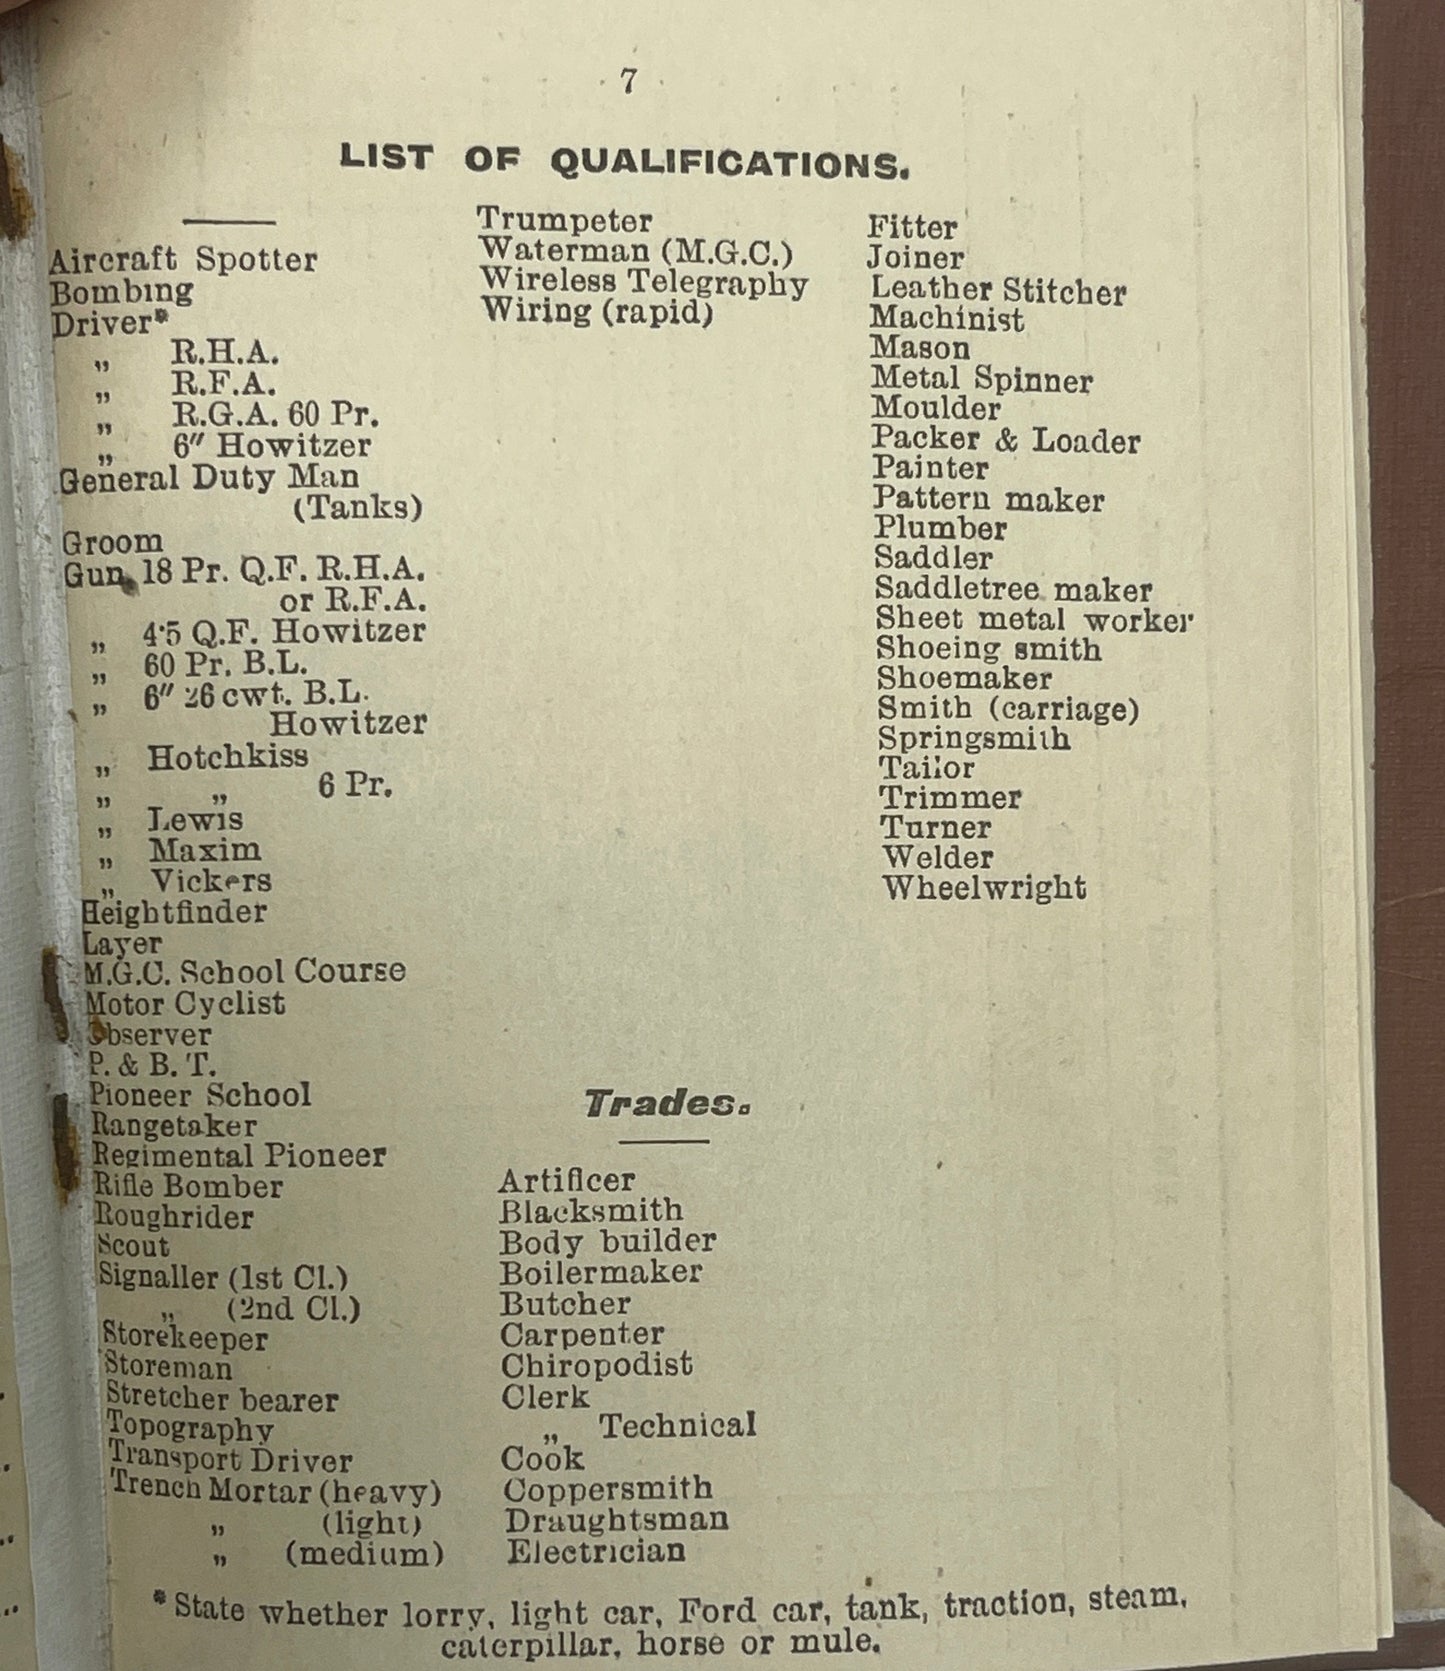 7
LIST OF QUALIFICATIONS.
Aircraft Spotter
Bombing
Driver*
„ R.H.A.
„ R.F.A.
„ R.G.A. 60 Pr.
„ 6″ Howitzer
General Duty Man
(Tanks)
Groom
Gun, 18 Pr. Q.F. R.H.A.
or R.F.A.
„ 4·5 Q.F. Howitzer
„ 60 Pr. B.L.
„ 6″ 26 cwt. B.L.
Howitzer
„ Hotchkiss
„ „ 6 Pr.
„ Lewis
„ Maxim
„ Vickers
Heightfinder
Layer
M.G.C. School Course
Motor Cyclist
Observer
P. & B. T.
Pioneer School
Rangetaker
Regimental Pioneer
Rifle Bomber
Roughrider
Scout
Signaller (1st Cl.)
„ (2nd Cl.)
Storekeeper
Storeman
Stretcher bearer
Topography
Transport Driver
Trench Mortar (heavy)
„ (light)
„ (medium)
Trumpeter
Waterman (M.G.C.)
Wireless Telegraphy
Wiring (rapid)
Trades.
Artificer
Blacksmith
Body builder
Boilermaker
Butcher
Carpenter
Chiropodist
Clerk
„ Technical
Cook
Coppersmith
Draughtsman
Electrician
Fitter
Joiner
Leather Stitcher
Machinist
Mason
Metal Spinner
Moulder
Packer & Loader
Painter
Pattern maker
Plumber
Saddler
Saddletree maker
Sheet metal worker
Shoeing smith
Shoemaker
Smith (carriage)
Springsmith
Tailor
Trimmer
Turner
Welder
Wheelwright
*State whether lorry, light car, Ford car, tank, traction, steam,
caterpillar, horse or mule.